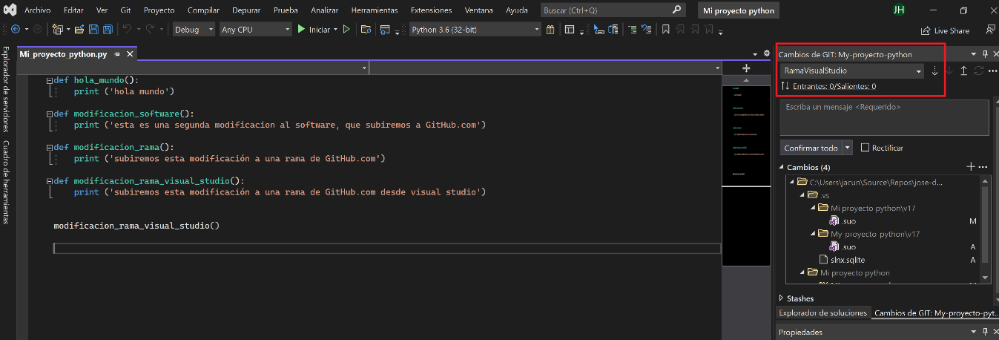 Archivo Editar Ver Git Proyecto Compilar Depurar Prueba Analizar Herramientas Extensiones Ventana Ayuda Buscar (Ctrl+Q) Mi proyecto python JH
Debug Any CPU Iniciar Python 3.6 (32-bit) Live Share
Explorador de servidores
Cuadro de herramientas
Mi_proyecto_python.py
def hola_mundo():
print ('hola mundo')
def modificacion_software():
print ('esta es una segunda modificacion al software, que subiremos a GitHub.com')
def modificacion_rama():
print ('subiremos esta modificación a una rama de GitHub.com')
def modificacion_rama_visual_studio():
print ('subiremos esta modificación a una rama de GitHub.com desde visual studio')
modificacion_rama_visual_studio()
Cambios de GIT: My-proyecto-python
RamaVisualStudio
Entrantes: 0/Salientes: 0
Escriba un mensaje <Requerido>
Confirmar todo Rectificar
Cambios (4)
C:\Users\jacun\Source\Repos\jose-d...
.vs
Mi proyecto python\v17
.suo M
My proyecto python\v17
.suo A
slnx.sqlite A
Mi proyecto python
Stashes
Explorador de soluciones Cambios de GIT: My-proyecto-pyt...
Propiedades